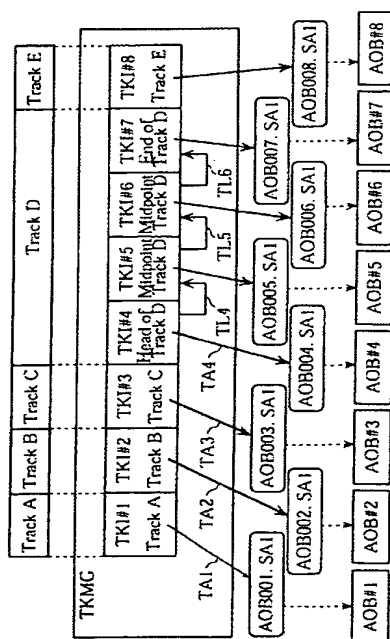 Track A
Track B
Track C
Track D
Track E
TKMG
TKI#1
Track A
TKI#2
Track B
TKI#3
Track C
TKI#4
Head of
Track D
TKI#5
Midpoint
Track D
TKI#6
Midpoint
Track D
TKI#7
End of
Track D
TKI#8
Track E
TL4
TL5
TL6
TA1
TA2
TA3
TA4
AOB001. SA1
AOB002. SA1
AOB003. SA1
AOB004. SA1
AOB005. SA1
AOB006. SA1
AOB007. SA1
AOB008. SA1
AOB#1
AOB#2
AOB#3
AOB#4
AOB#5
AOB#6
AOB#7
AOB#8